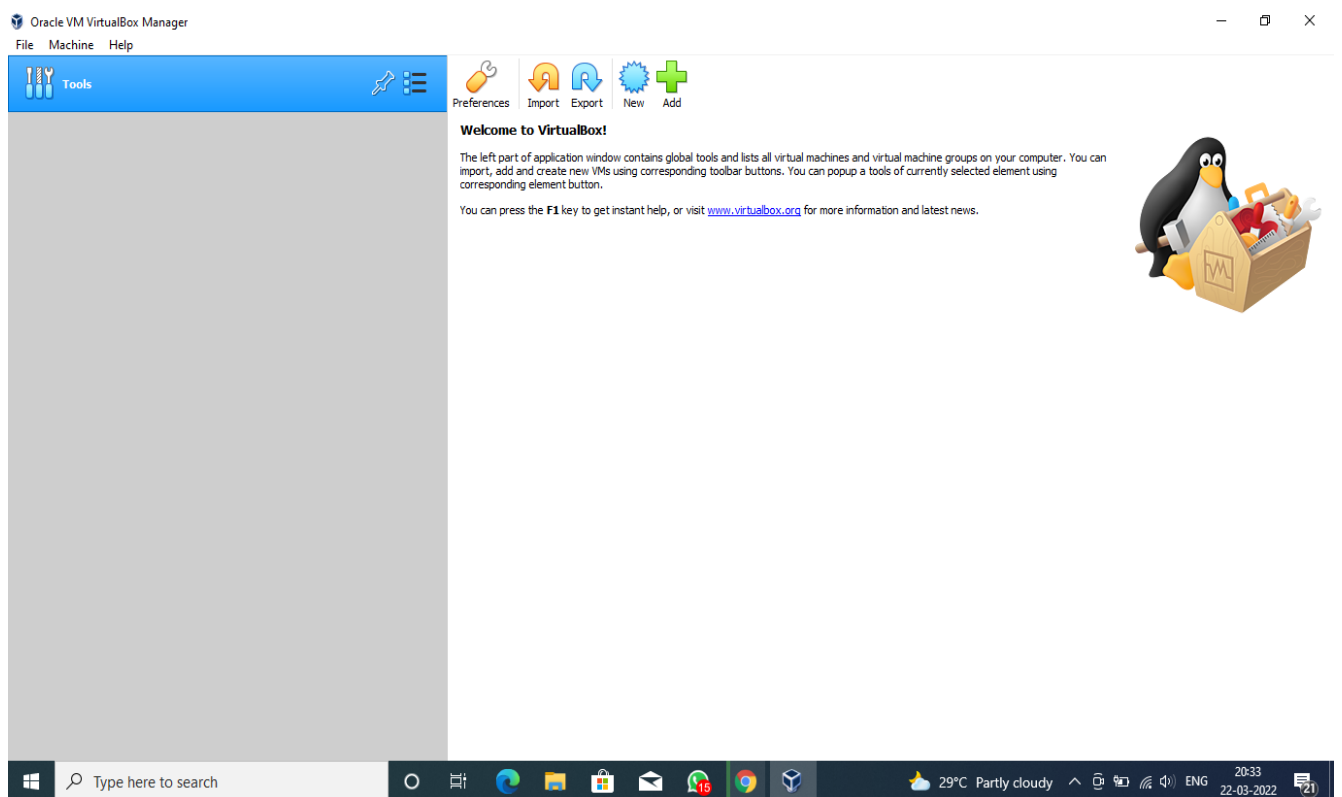 Oracle VM VirtualBox Manager
File Machine Help
Tools
Preferences Import Export New Add
Welcome to VirtualBox!
The left part of application window contains global tools and lists all virtual machines and virtual machine groups on your computer. You can
import, add and create new VMs using corresponding toolbar buttons. You can popup a tools of currently selected element using
corresponding element button.
You can press the F1 key to get instant help, or visit www.virtualbox.org for more information and latest news.
Type here to search
15
29°C Partly cloudy
ENG
20:33
22-03-2022
21